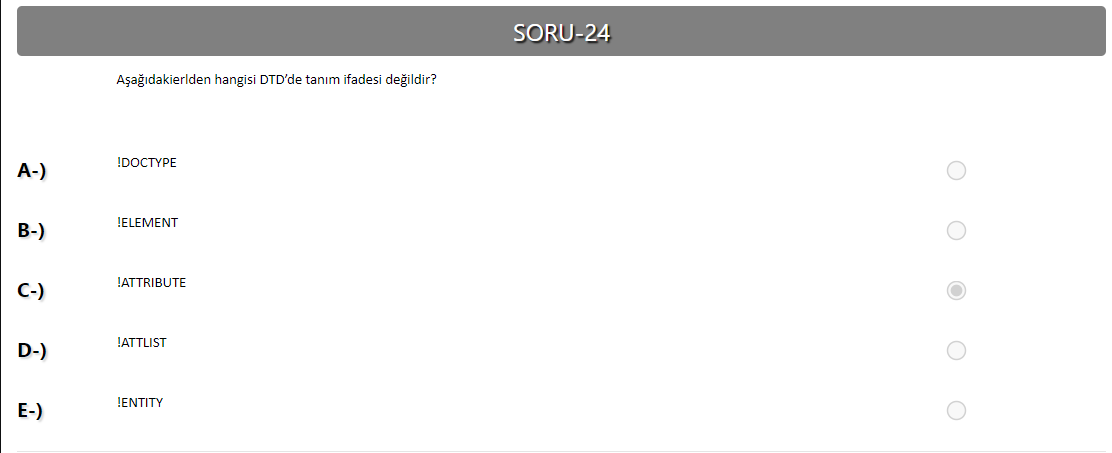 SORU-24
Aşağıdakierlden hangisi DTD’de tanım ifadesi değildir?
A-) !DOCTYPE
B-) !ELEMENT
C-) !ATTRIBUTE
D-) !ATTLIST
E-) !ENTITY